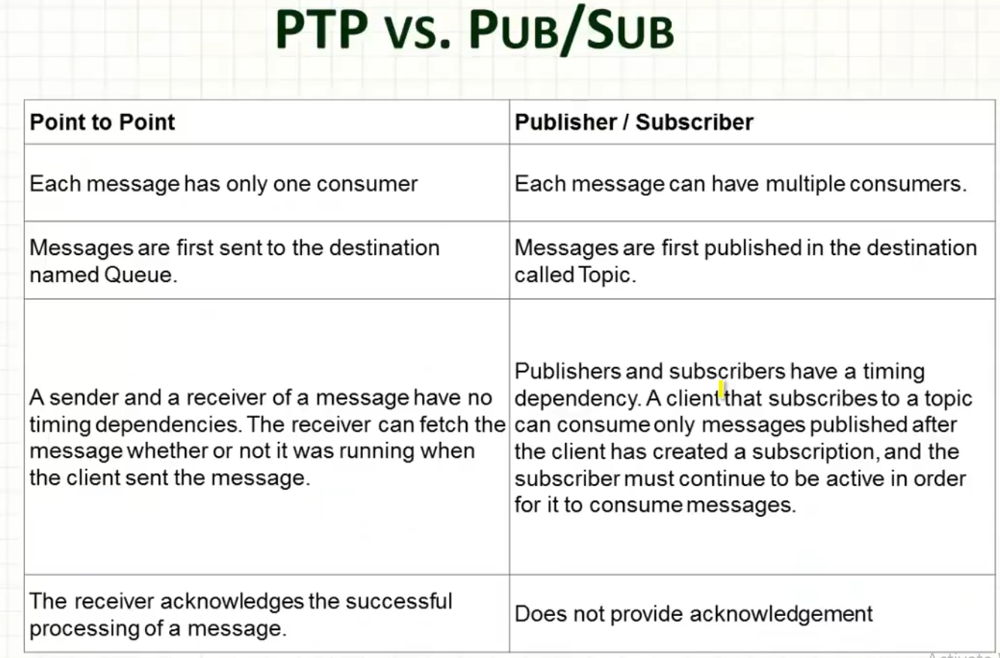 PTP vs. Pub/Sub
Point to Point
Publisher / Subscriber
Each message has only one consumer
Each message can have multiple consumers.
Messages are first sent to the destination
named Queue.
Messages are first published in the destination
called Topic.
A sender and a receiver of a message have no
timing dependencies. The receiver can fetch the
message whether or not it was running when
the client sent the message.
Publishers and subscribers have a timing
dependency. A client that subscribes to a topic
can consume only messages published after
the client has created a subscription, and the
subscriber must continue to be active in order
for it to consume messages.
The receiver acknowledges the successful
processing of a message.
Does not provide acknowledgement